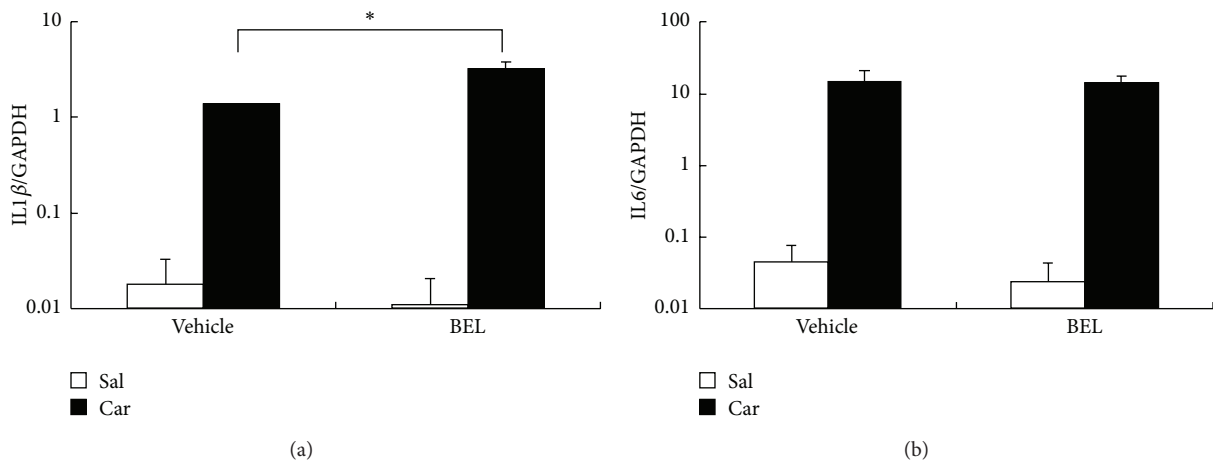 *
10
1
0.1
0.01
IL1β/GAPDH
Vehicle
BEL
Sal
Car
(a)
100
10
1
0.1
0.01
IL6/GAPDH
Vehicle
BEL
Sal
Car
(b)